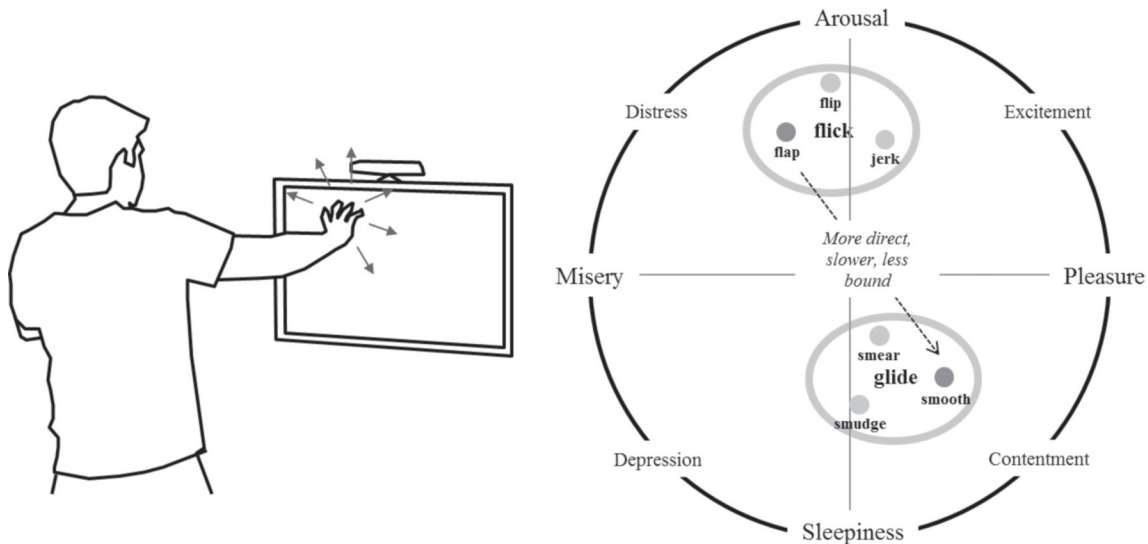 Arousal
Distress
Excitement
flip
flick
flap
jerk
More direct,
slower, less
bound
Misery
Pleasure
smear
glide
smooth
smudge
Depression
Contentment
Sleepiness